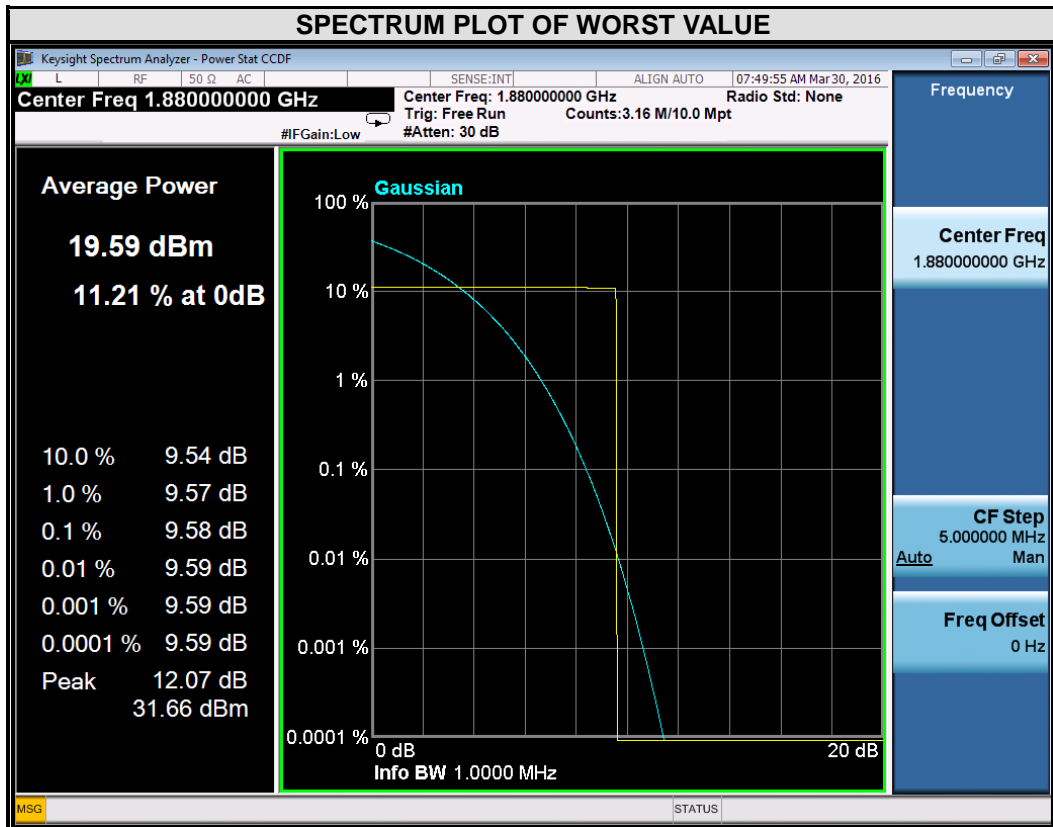 SPECTRUM PLOT OF WORST VALUE
Keysight Spectrum Analyzer - Power Stat CCDF
LXI L RF 50 Ω AC SENSE:INT ALIGN AUTO 07:49:55 AM Mar 30, 2016
Center Freq 1.880000000 GHz
Center Freq: 1.880000000 GHz Radio Std: None
Trig: Free Run Counts:3.16 M/10.0 Mpt
#IFGain:Low #Atten: 30 dB
Average Power
19.59 dBm
11.21 % at 0dB
10.0 % 9.54 dB
1.0 % 9.57 dB
0.1 % 9.58 dB
0.01 % 9.59 dB
0.001 % 9.59 dB
0.0001 % 9.59 dB
Peak 12.07 dB
31.66 dBm
Gaussian
100 %
10 %
1 %
0.1 %
0.01 %
0.001 %
0.0001 %
0 dB 20 dB
Info BW 1.0000 MHz
Frequency
Center Freq
1.880000000 GHz
CF Step
5.000000 MHz
Auto Man
Freq Offset
0 Hz
MSG STATUS